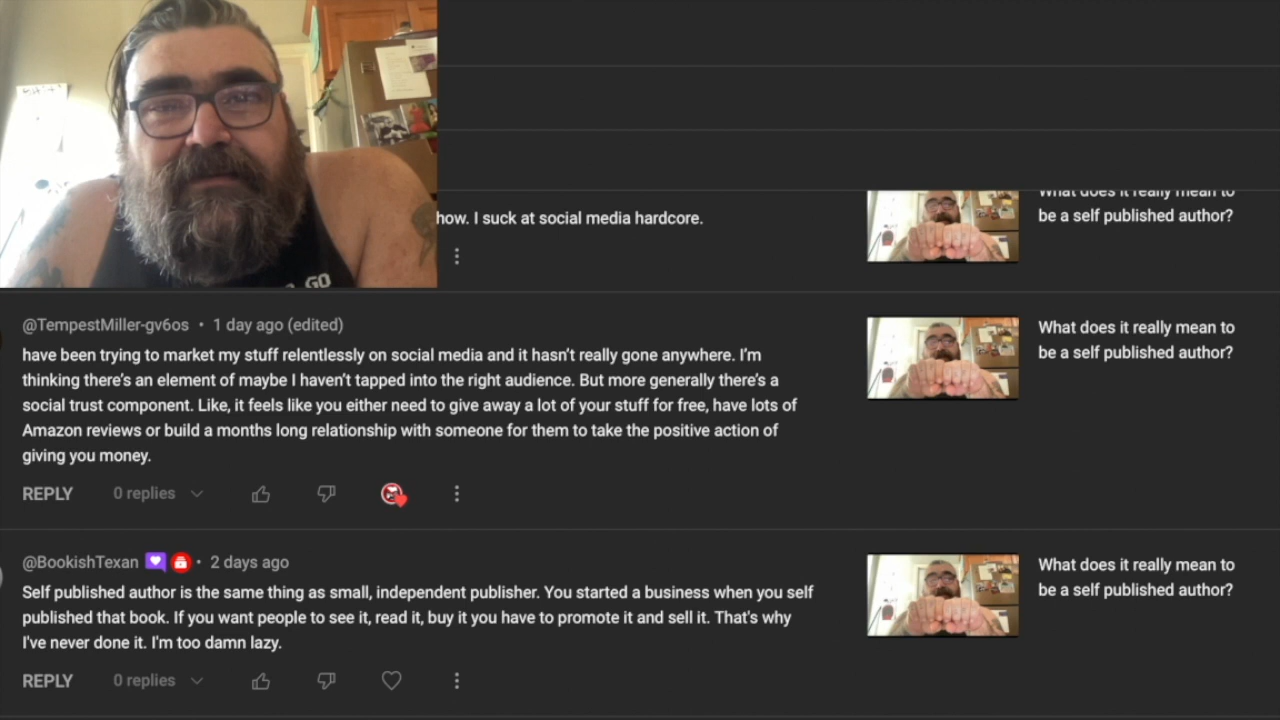 GO
how. I suck at social media hardcore.
What does it really mean to
be a self published author?
@TempestMiller-gv6os • 1 day ago (edited)
have been trying to market my stuff relentlessly on social media and it hasn’t really gone anywhere. I’m
thinking there’s an element of maybe I haven’t tapped into the right audience. But more generally there’s a
social trust component. Like, it feels like you either need to give away a lot of your stuff for free, have lots of
Amazon reviews or build a months long relationship with someone for them to take the positive action of
giving you money.
REPLY 0 replies
What does it really mean to
be a self published author?
@BookishTexan • 2 days ago
Self published author is the same thing as small, independent publisher. You started a business when you self
published that book. If you want people to see it, read it, buy it you have to promote it and sell it. That's why
I've never done it. I'm too damn lazy.
REPLY 0 replies
What does it really mean to
be a self published author?